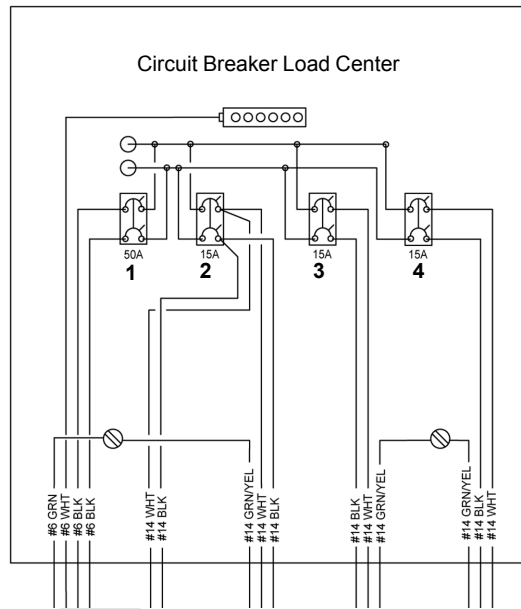 Circuit Breaker Load Center
50A
15A
15A
15A
1
2
3
4
#6 GRN
#6 WHT
#6 BLK
#6 BLK
#14 WHT
#14 BLK
#14 GRN/YEL
#14 WHT
#14 BLK
#14 BLK
#14 WHT
#14 GRN/YEL
#14 GRN/YEL
#14 BLK
#14 WHT